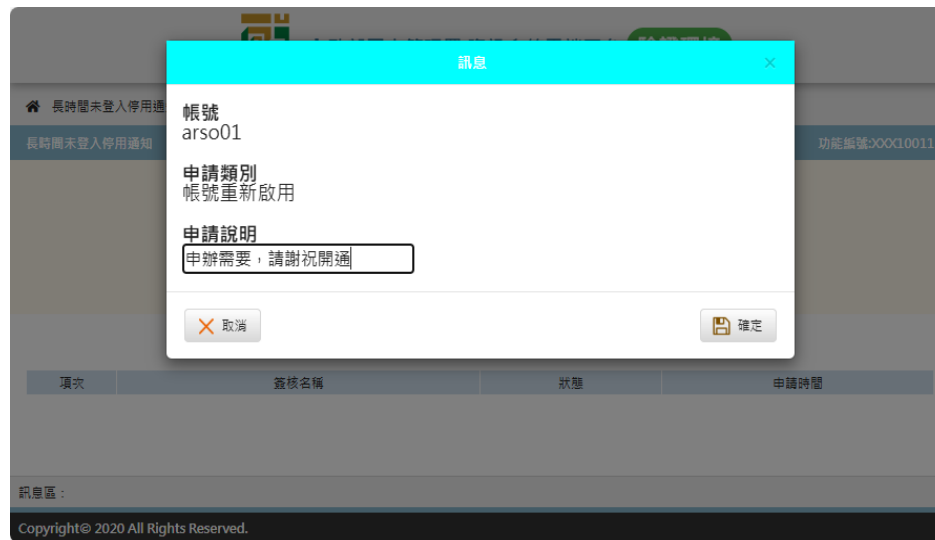 訊息
×
長時間未登入停用通
長時間未登入停用通知
功能編號:XXX10011
帳號
arso01
申請類別
帳號重新啟用
申請說明
申辦需要，請謝祝開通
取消
確定
項次 簽核名稱 狀態 申請時間
訊息區：
Copyright© 2020 All Rights Reserved.